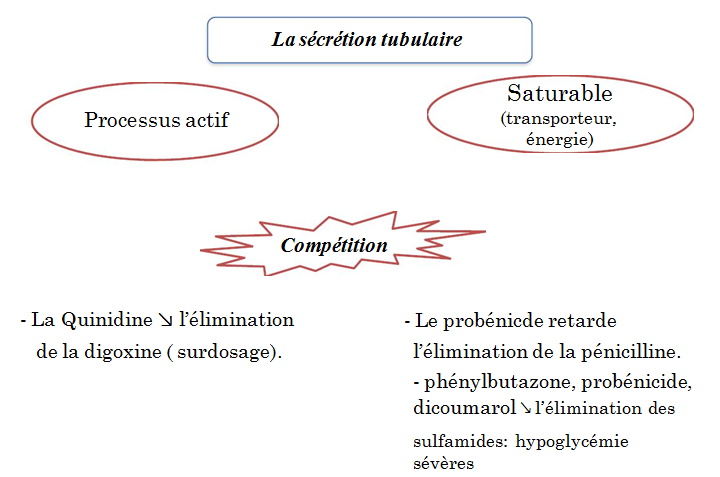 La sécrétion tubulaire
Processus actif
Saturable
(transporteur,
énergie)
Compétition
- La Quinidine ↘ l'élimination
de la digoxine ( surdosage).
- Le probénicde retarde
l'élimination de la pénicilline.
- phénylbutazone, probénicide,
dicoumarol ↘ l'élimination des
sulfamides: hypoglycémie
sévères